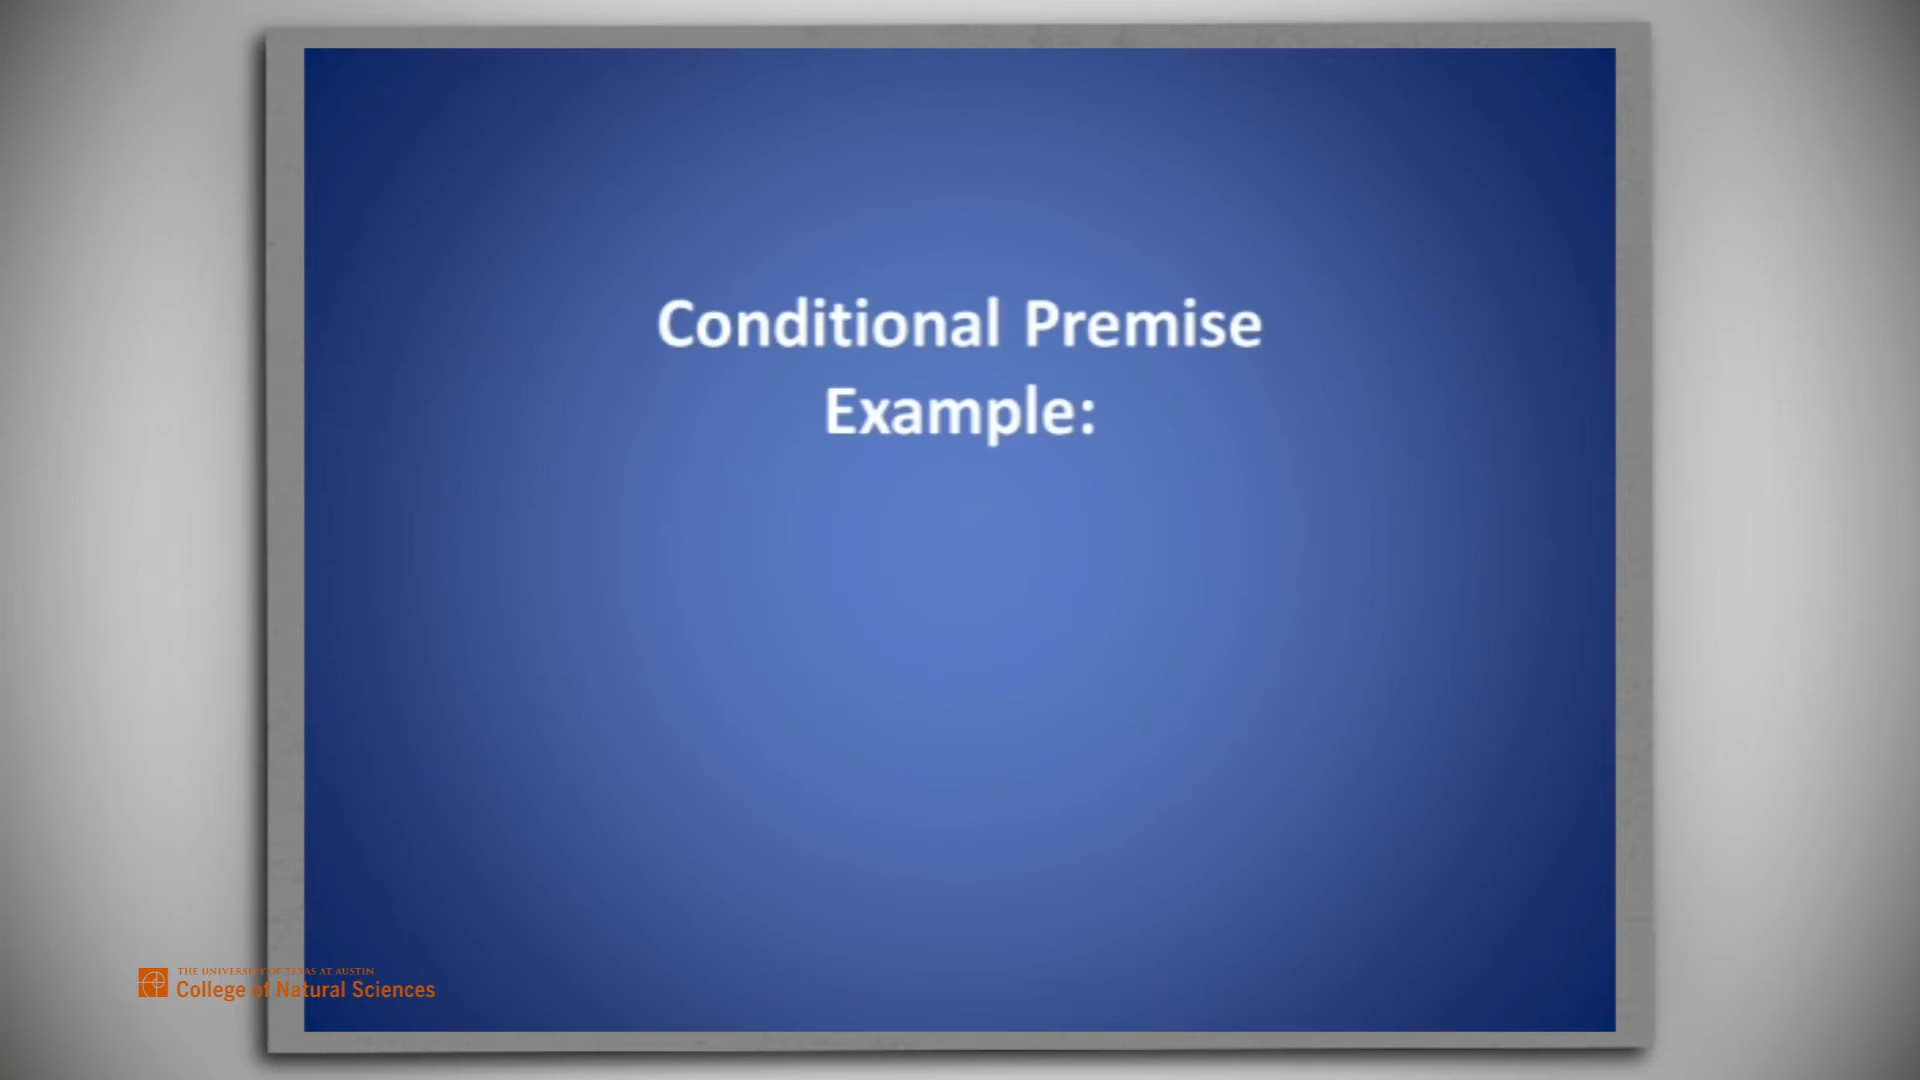 Conditional Premise
Example:
THE UNIVERSITY OF TEXAS AT AUSTIN
College of Natural Sciences